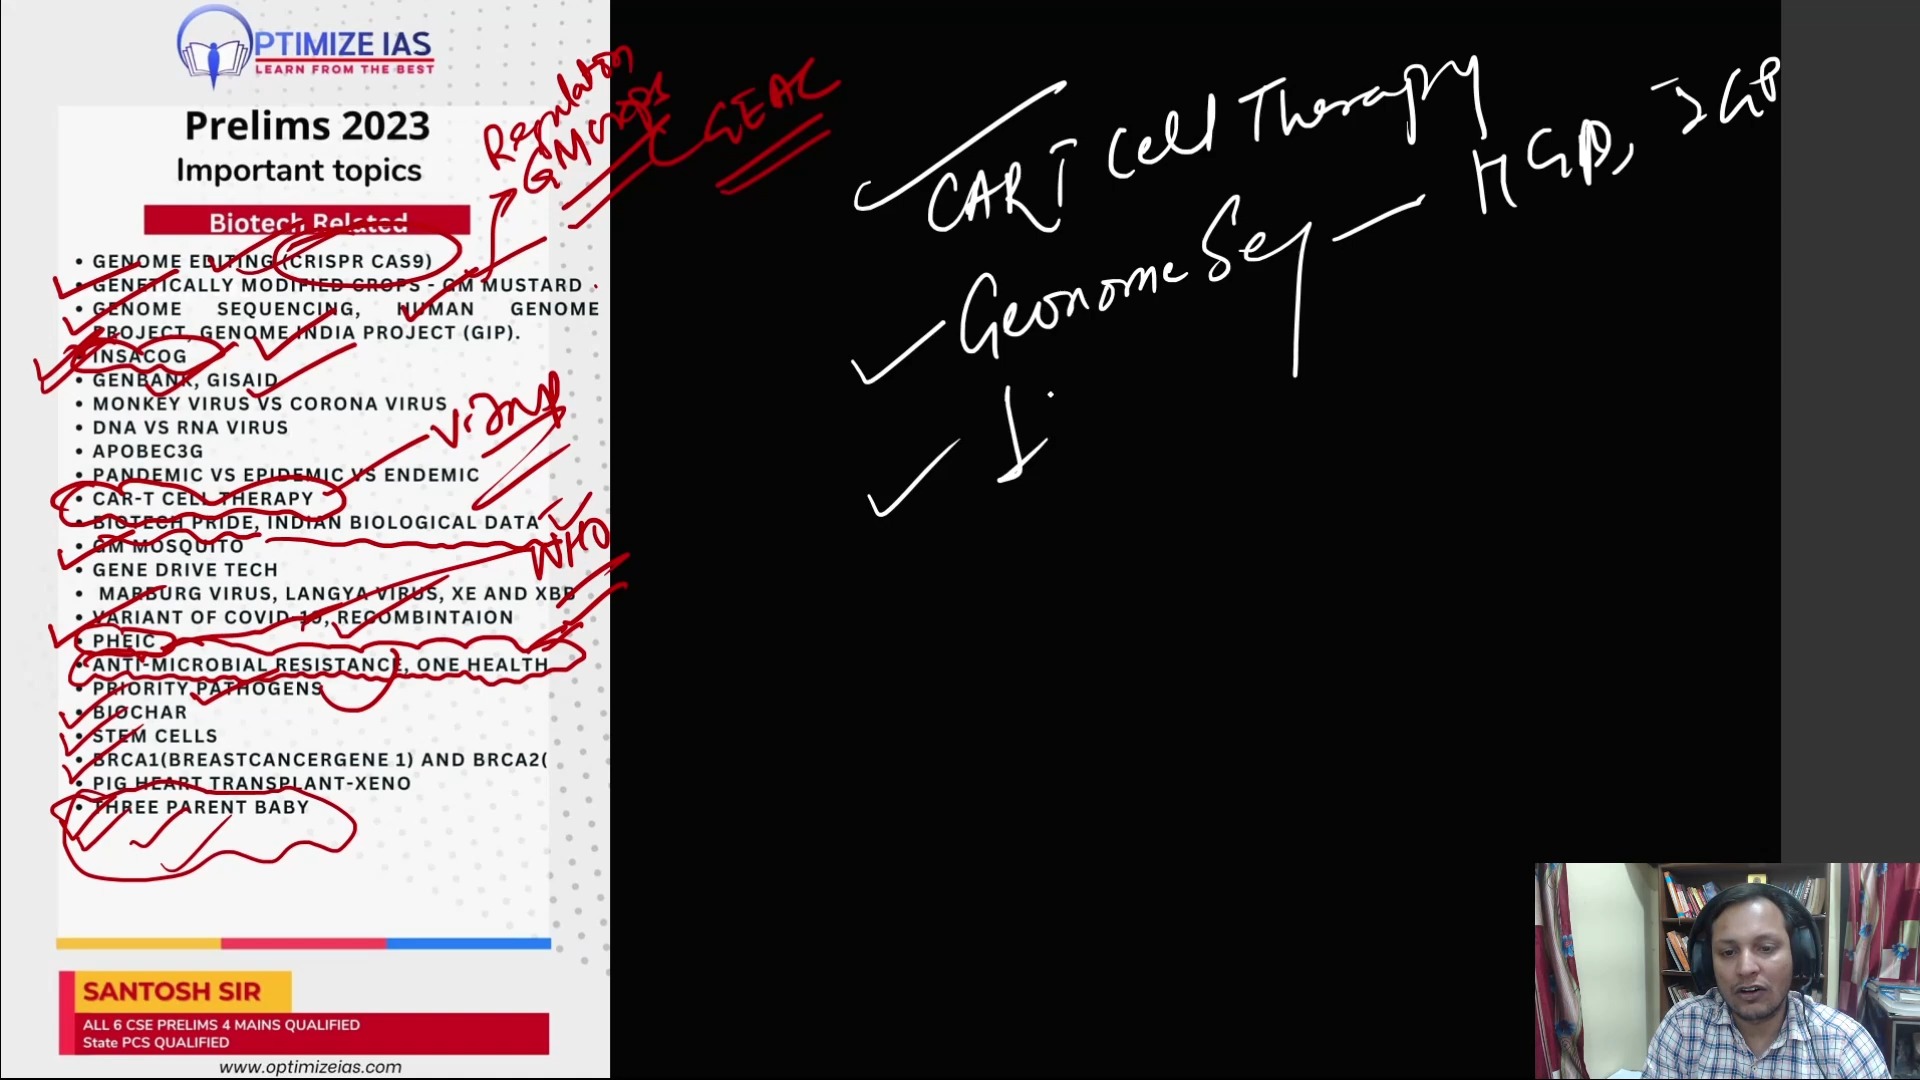 PTIMIZE IAS
LEARN FROM THE BEST
Prelims 2023
Important topics
Biotech Related
• GENOME EDITING (CRISPR CAS9)
• GENETICALLY MODIFIED CROPS - GM MUSTARD .
• GENOME SEQUENCING, HUMAN GENOME
PROJECT, GENOME INDIA PROJECT (GIP).
• INSACOG
• GENBANK, GISAID
• MONKEY VIRUS VS CORONA VIRUS
• DNA VS RNA VIRUS
• APOBEC3G
• PANDEMIC VS EPIDEMIC VS ENDEMIC
• CAR-T CELL THERAPY
• BIOTECH PRIDE, INDIAN BIOLOGICAL DATA
• GM MOSQUITO
• GENE DRIVE TECH
• MARBURG VIRUS, LANGYA VIRUS, XE AND XBB
• VARIANT OF COVID-19, RECOMBINTAION
• PHEIC
• ANTI-MICROBIAL RESISTANCE, ONE HEALTH
• PRIORITY PATHOGENS
• BIOCHAR
• STEM CELLS
• BRCA1(BREASTCANCERGENE 1) AND BRCA2(
• PIG HEART TRANSPLANT-XENO
• THREE PARENT BABY
SANTOSH SIR
ALL 6 CSE PRELIMS 4 MAINS QUALIFIED
State PCS QUALIFIED
www.optimizeias.com
GM crops
GEAC
WHO
CART Cell Therapy
Geonome Seq — HGP, IGP
I